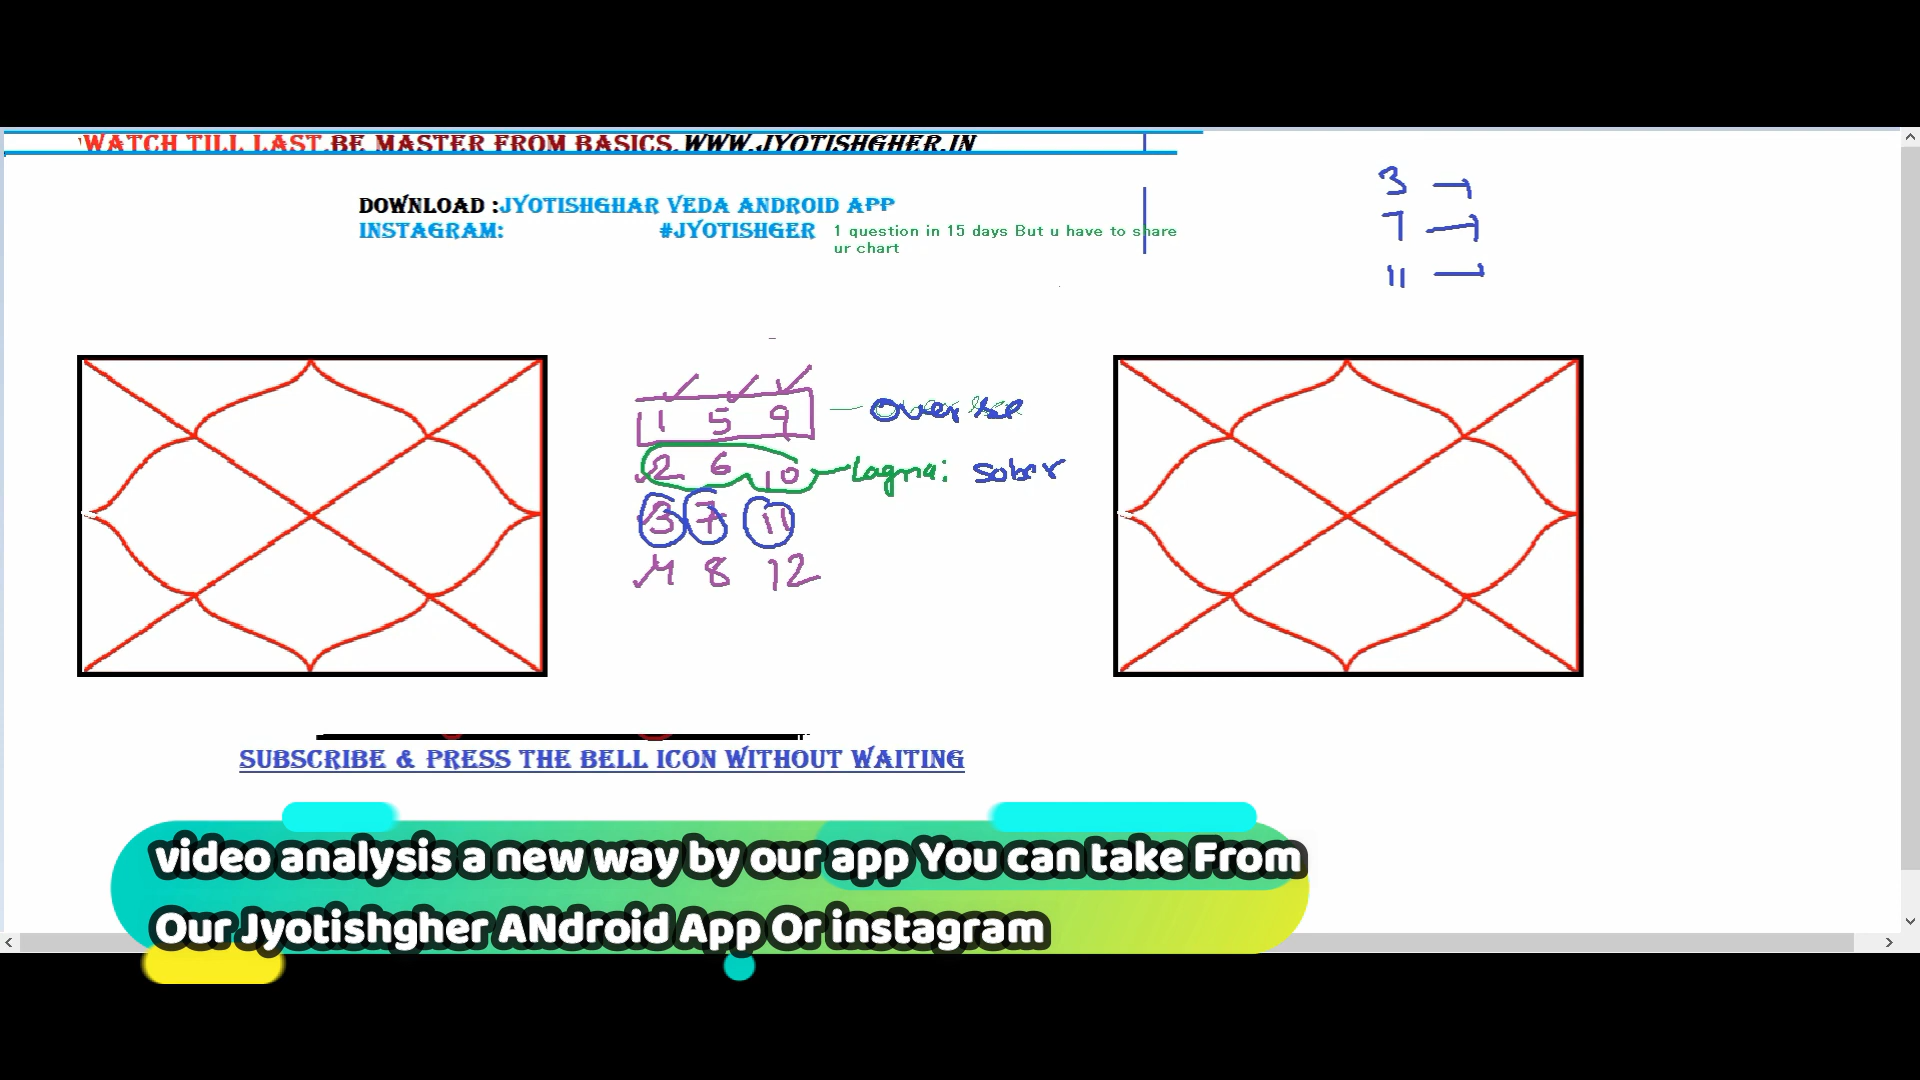 WATCH TILL LAST.BE MASTER FROM BASICS.WWW.JYOTISHGHER.IN
DOWNLOAD :JYOTISHGHAR VEDA ANDROID APP
INSTAGRAM: #JYOTISHGER 1 question in 15 days But u have to share
ur chart
3
7
11
1 5 9
2 6 10 Lagna: sober
3 7 11
4 8 12
SUBSCRIBE & PRESS THE BELL ICON WITHOUT WAITING
video analysis a new way by our app You can take From
Our Jyotishgher ANdroid App Or instagram